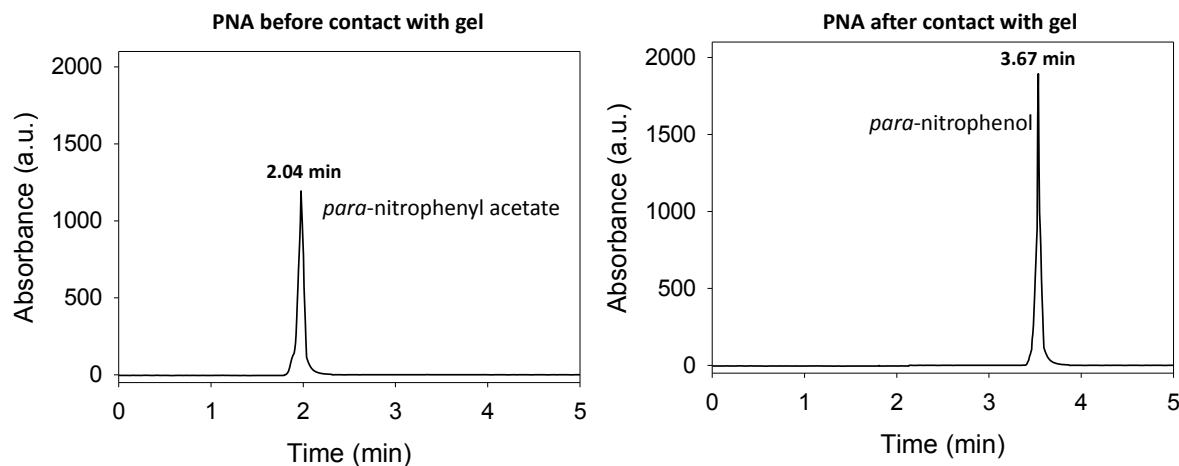 PNA before contact with gel
2000
1500
1000
500
0
Absorbance (a.u.)
2.04 min
para-nitrophenyl acetate
0 1 2 3 4 5
Time (min)
PNA after contact with gel
2000
1500
1000
500
0
Absorbance (a.u.)
3.67 min
para-nitrophenol
0 1 2 3 4 5
Time (min)